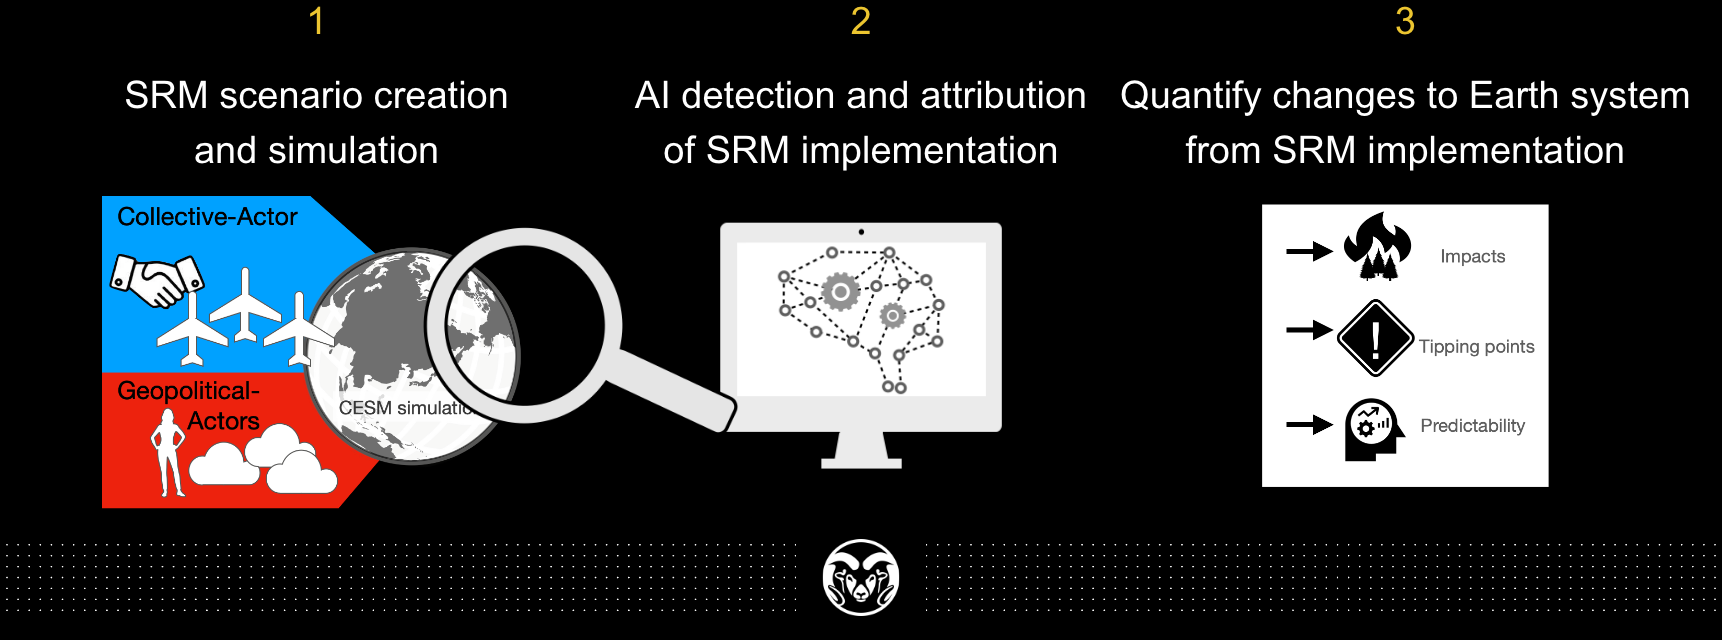 1
SRM scenario creation
and simulation
Collective-Actor
Geopolitical-
Actors
CESM simulatio
2
AI detection and attribution
of SRM implementation
3
Quantify changes to Earth system
from SRM implementation
Impacts
!
Tipping points
Predictability